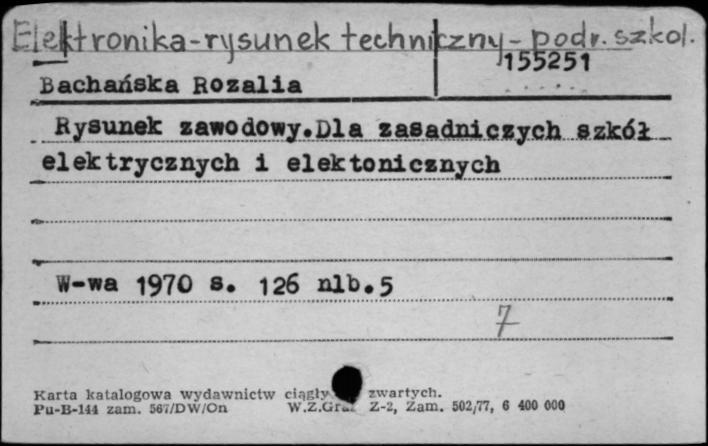 Elektronika-rysunek techniczny-podr. szkol.
155251
Bachańska Rozalia
Rysunek zawodowy.Dla zasadniczych szkół
elektrycznych i elektonicznych
W-wa 1970 s. 126 nlb.5
7
Karta katalogowa wydawnictw ciągły zwartych.
Pu-B-144 zam. 567/DW/On W.Z.Graf Z-2, Zam. 502/77, 6 400 000